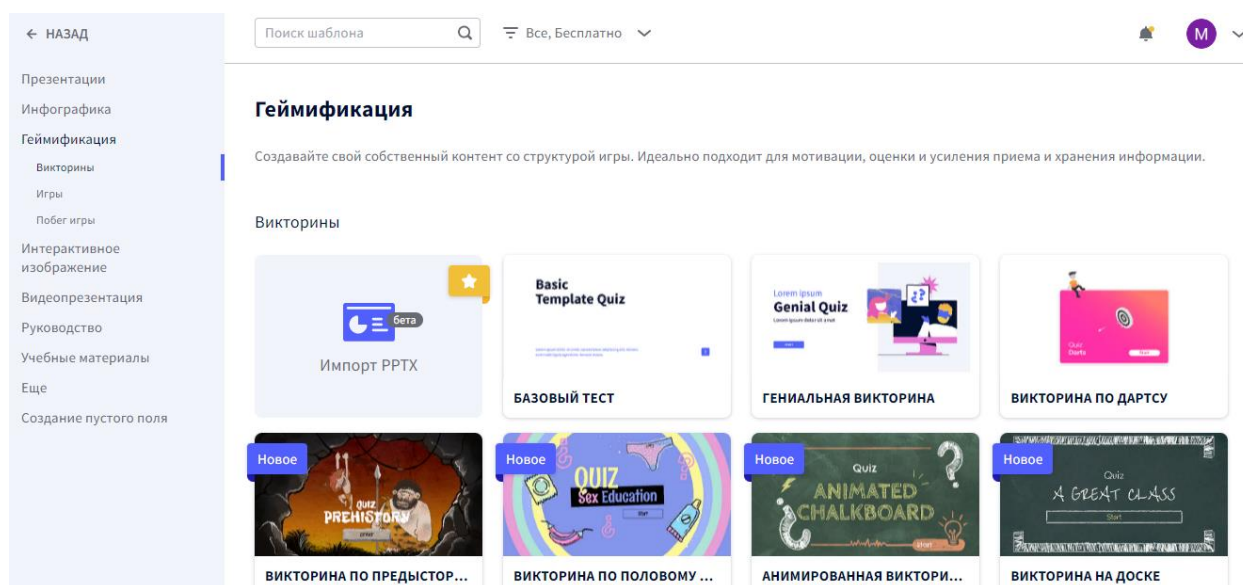 ← НАЗАД
Поиск шаблона
Все, Бесплатно
M
Презентации
Инфографика
Геймификация
Викторины
Игры
Побег игры
Интерактивное
изображение
Видеопрезентация
Руководство
Учебные материалы
Еще
Создание пустого поля
Геймификация
Создавайте свой собственный контент со структурой игры. Идеально подходит для мотивации, оценки и усиления приема и хранения информации.
Викторины
бета
Импорт PPTX
Basic
Template Quiz
БАЗОВЫЙ ТЕСТ
Lorem ipsum
Genial Quiz
ГЕНИАЛЬНАЯ ВИКТОРИНА
Quiz
Darts
ВИКТОРИНА ПО ДАРТСУ
Новое
QUIZ
PREHISTORY
START
ВИКТОРИНА ПО ПРЕДЫСТОР...
Новое
QUIZ
Sex Education
Start
ВИКТОРИНА ПО ПОЛОВОМУ ...
Новое
Quiz
ANIMATED
CHALKBOARD
START
АНИМИРОВАННАЯ ВИКТОРИ...
Новое
Quiz
A GREAT CLASS
Start
ВИКТОРИНА НА ДОСКЕ